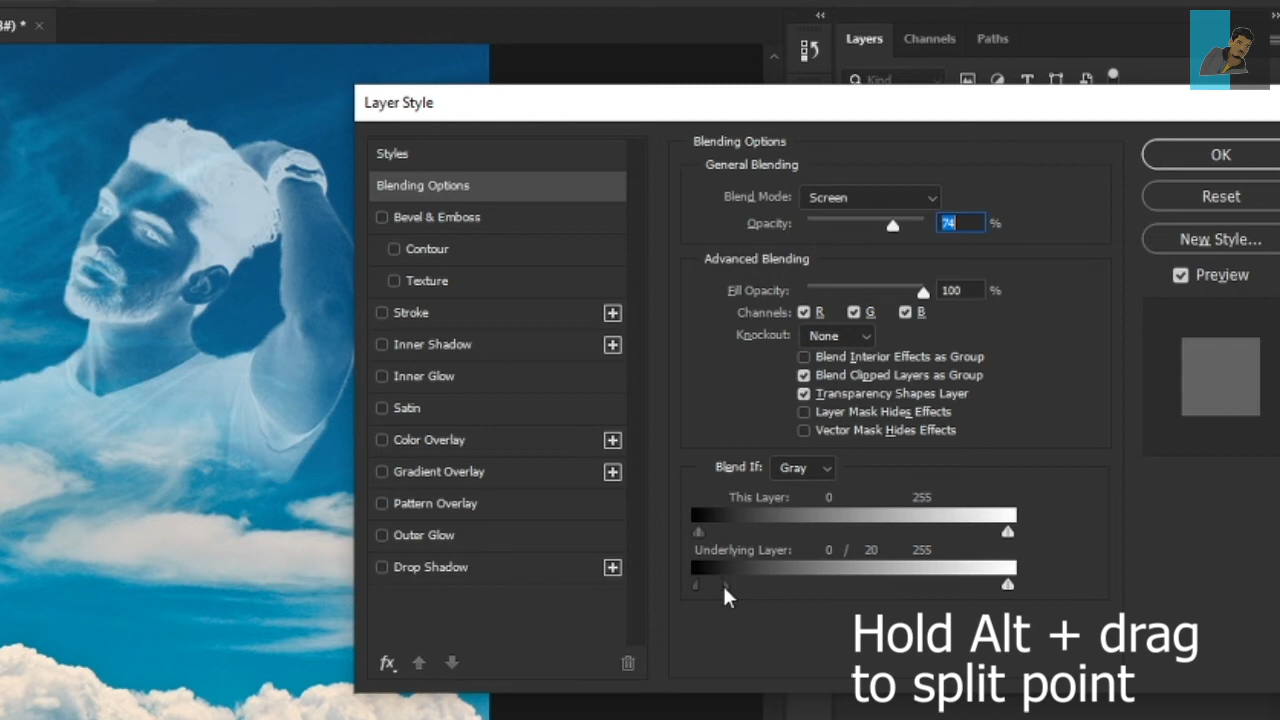 8#) * ×
Layers Channels Paths
Kind
Layer Style
Styles
Blending Options
Bevel & Emboss
Contour
Texture
Stroke
Inner Shadow
Inner Glow
Satin
Color Overlay
Gradient Overlay
Pattern Overlay
Outer Glow
Drop Shadow
fx
Blending Options
General Blending
Blend Mode: Screen
Opacity: 74 %
Advanced Blending
Fill Opacity: 100 %
Channels: R G B
Knockout: None
Blend Interior Effects as Group
Blend Clipped Layers as Group
Transparency Shapes Layer
Layer Mask Hides Effects
Vector Mask Hides Effects
Blend If: Gray
This Layer: 0 255
Underlying Layer: 0 / 20 255
OK
Reset
New Style...
Preview
Hold Alt + drag
to split point